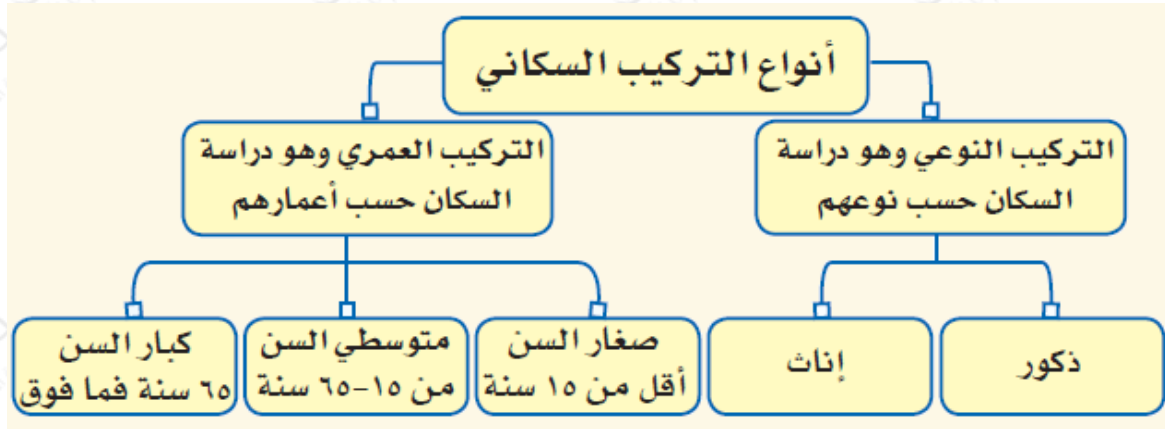 أنواع التركيب السكاني
التركيب النوعي وهو دراسة
السكان حسب نوعهم
التركيب العمري وهو دراسة
السكان حسب أعمارهم
ذكور
إناث
صغار السن
أقل من ١٥ سنة
متوسطي السن
من ١٥-٦٥ سنة
كبار السن
٦٥ سنة فما فوق